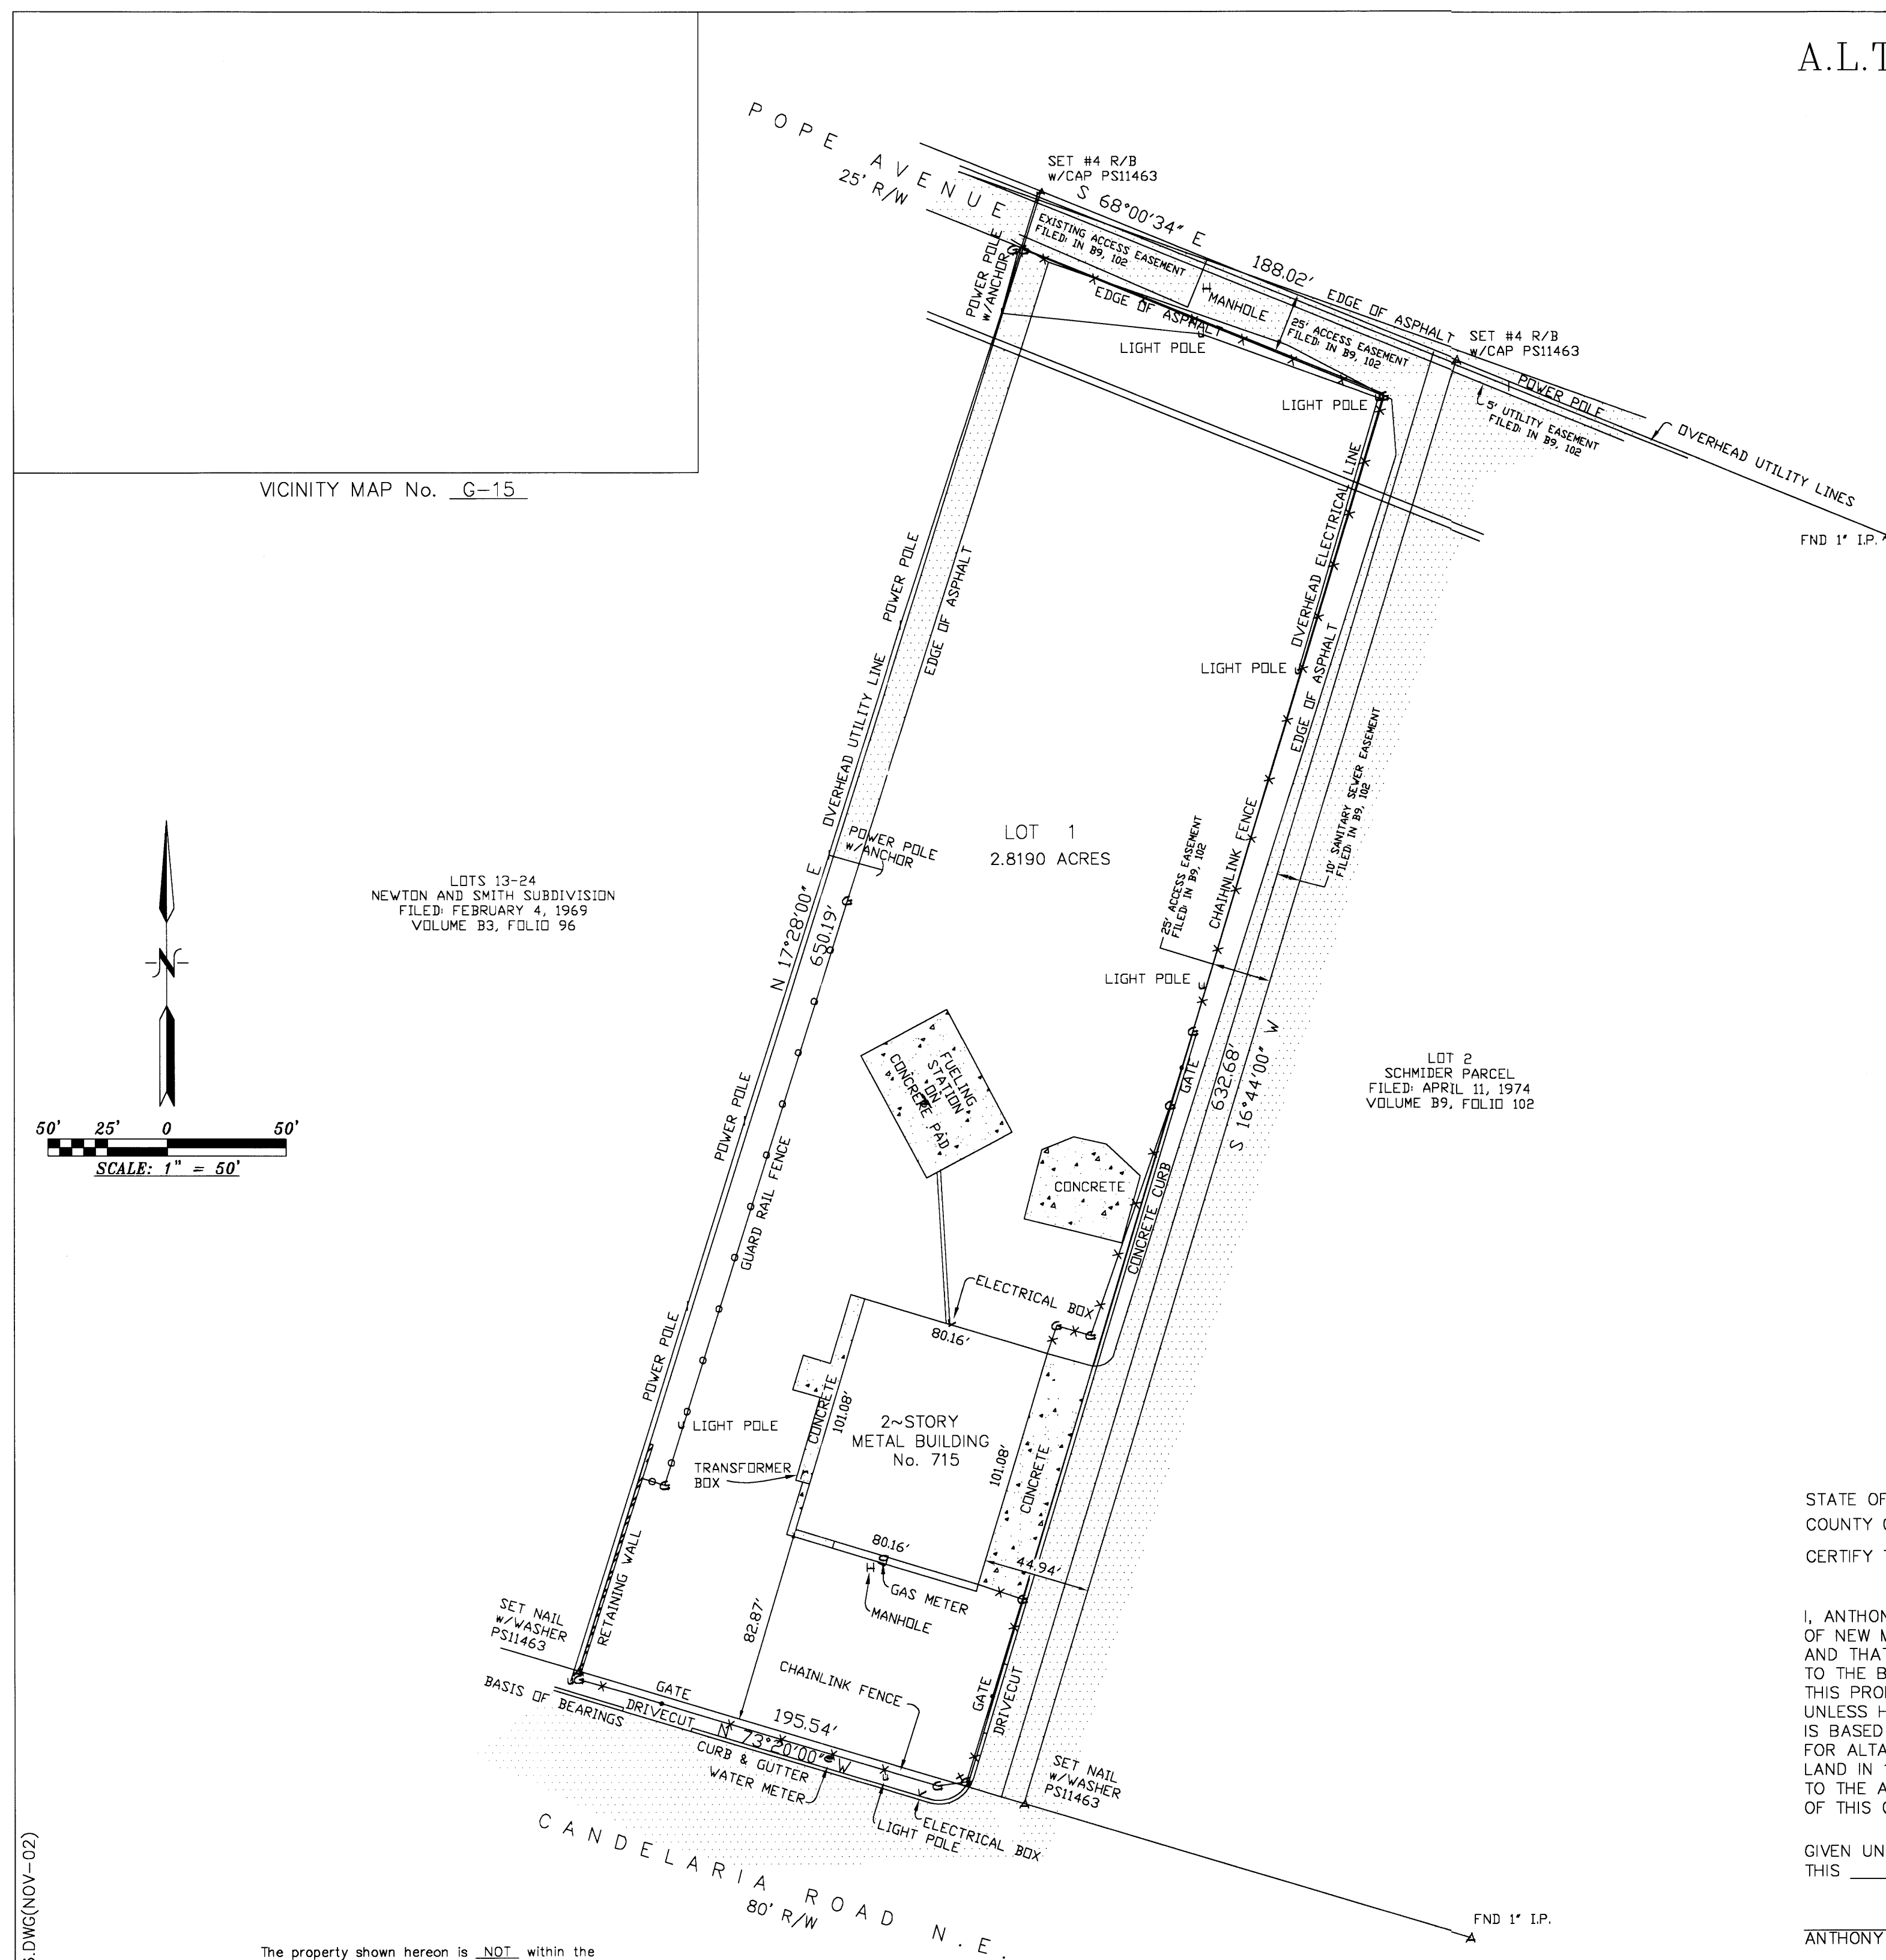 A.L.T
POPE AVENUE
25' R/W
SET #4 R/B
w/CAP PS11463
S 68°00'34" E
188.02'
EXISTING ACCESS EASEMENT
FILED: IN B9, 102
POWER POLE
w/ANCHOR
EDGE OF ASPHALT
MANHOLE
EDGE OF ASPHALT
25' ACCESS EASEMENT
FILED: IN B9, 102
SET #4 R/B
w/CAP PS11463
LIGHT POLE
LIGHT POLE
POWER POLE
5' UTILITY EASEMENT
FILED: IN B9, 102
OVERHEAD UTILITY LINES
FND 1" I.P.
VICINITY MAP No. G-15
POWER POLE
EDGE OF ASPHALT
OVERHEAD ELECTRICAL LINE
OVERHEAD UTILITY LINE
LIGHT POLE
EDGE OF ASPHALT
10' SANITARY SEWER EASEMENT
FILED: IN B9, 102
LOT 1
2.8190 ACRES
POWER POLE
w/ANCHOR
CHAINLINK FENCE
25' ACCESS EASEMENT
FILED: IN B9, 102
LOTS 13-24
NEWTON AND SMITH SUBDIVISION
FILED: FEBRUARY 4, 1969
VOLUME B3, FOLIO 96
N 17°28'00" E
650.19'
N
LIGHT POLE
632.68'
S 16°44'00" W
GATE
FUELING
STATION
ON
CONCRERE PAD
LOT 2
SCHMIDER PARCEL
FILED: APRIL 11, 1974
VOLUME B9, FOLIO 102
50' 25' 0 50'
SCALE: 1" = 50'
POWER POLE
GUARD RAIL FENCE
CONCRETE
CONCRETE CURB
ELECTRICAL BOX
80.16'
POWER POLE
CONCRETE
101.08'
2~STORY
METAL BUILDING
No. 715
101.08'
CONCRETE
LIGHT POLE
TRANSFORMER
BOX
80.16'
44.94'
GAS METER
MANHOLE
RETAINING WALL
82.87'
SET NAIL
w/WASHER
PS11463
CHAINLINK FENCE
GATE
DRIVECUT
GATE
DRIVECUT
BASIS OF BEARINGS
195.54'
N 73°20'00" W
CURB & GUTTER
WATER METER
SET NAIL
w/WASHER
PS11463
LIGHT POLE
ELECTRICAL BOX
CANDELARIA ROAD N.E.
80' R/W
FND 1" I.P.
STATE OF
COUNTY
CERTIFY
I, ANTHON
OF NEW M
AND THAT
TO THE B
THIS PRO
UNLESS H
IS BASED
FOR ALTA
LAND IN
TO THE A
OF THIS
GIVEN UN
THIS
ANTHONY
S.DWG(NOV-02)
The property shown hereon is NOT within the